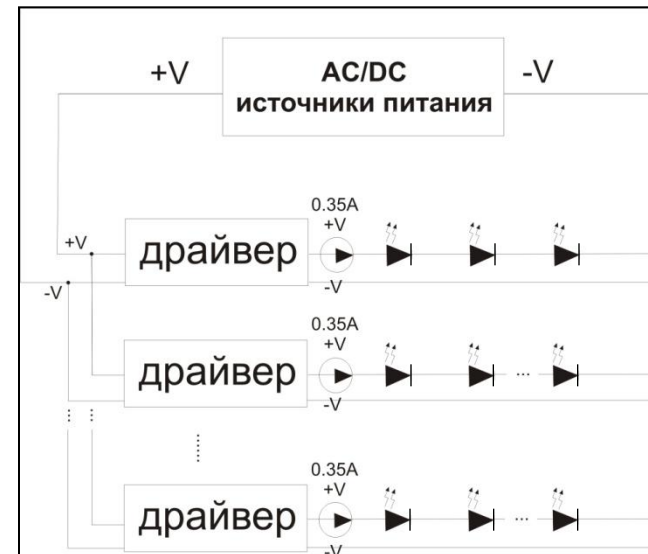 +V
AC/DC
источники питания
-V
0.35A
+V
+V
драйвер
-V
-V
0.35A
+V
драйвер
...
-V
0.35A
+V
драйвер
...
-V